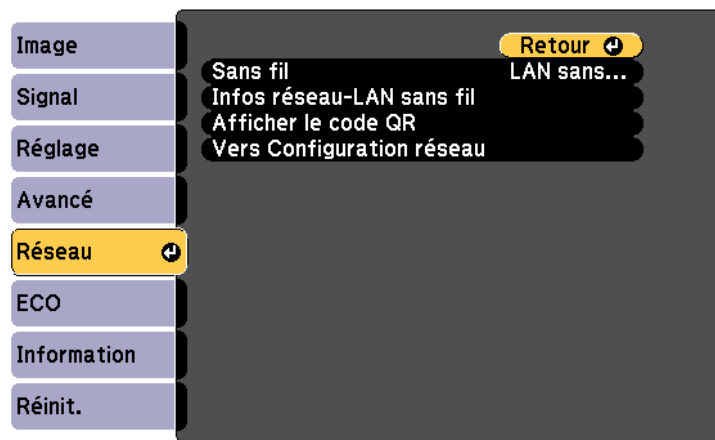 Image
Signal
Réglage
Avancé
Réseau
ECO
Information
Réinit.
Retour
Sans fil LAN sans...
Infos réseau-LAN sans fil
Afficher le code QR
Vers Configuration réseau